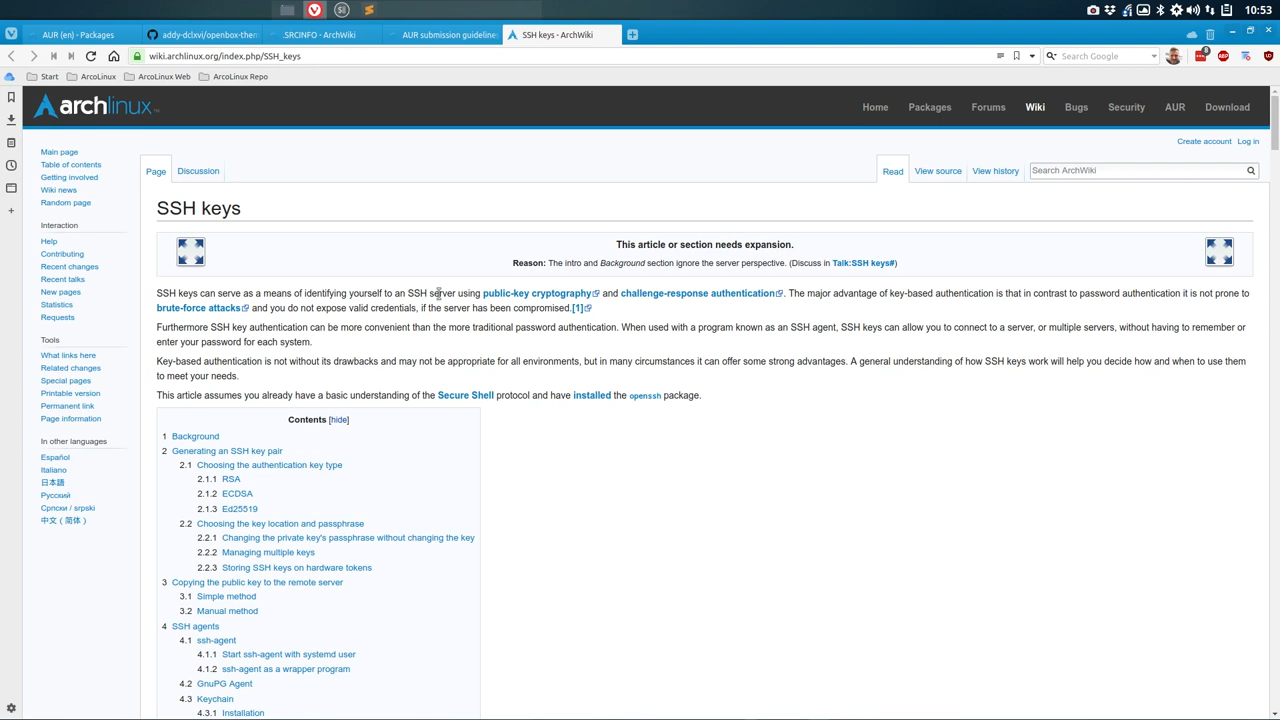 10:53
AUR (en) - Packages
addy-dclxvi/openbox-them
.SRCINFO - ArchWiki
AUR submission guideline
SSH keys - ArchWiki
wiki.archlinux.org/index.php/SSH_keys
Search Google
8
Start
ArcoLinux
ArcoLinux Web
ArcoLinux Repo
archlinux
Home
Packages
Forums
Wiki
Bugs
Security
AUR
Download
Create account
Log in
Main page
Table of contents
Getting involved
Wiki news
Random page
Interaction
Help
Contributing
Recent changes
Recent talks
New pages
Statistics
Requests
Tools
What links here
Related changes
Special pages
Printable version
Permanent link
Page information
In other languages
Español
Italiano
日本語
Русский
Српски / srpski
中文（简体）
Page
Discussion
Read
View source
View history
Search ArchWiki
SSH keys
This article or section needs expansion.
Reason: The intro and Background section ignore the server perspective. (Discuss in Talk:SSH keys#)
SSH keys can serve as a means of identifying yourself to an SSH server using public-key cryptography and challenge-response authentication. The major advantage of key-based authentication is that in contrast to password authentication it is not prone to
brute-force attacks and you do not expose valid credentials, if the server has been compromised.[1]
Furthermore SSH key authentication can be more convenient than the more traditional password authentication. When used with a program known as an SSH agent, SSH keys can allow you to connect to a server, or multiple servers, without having to remember or
enter your password for each system.
Key-based authentication is not without its drawbacks and may not be appropriate for all environments, but in many circumstances it can offer some strong advantages. A general understanding of how SSH keys work will help you decide how and when to use them
to meet your needs.
This article assumes you already have a basic understanding of the Secure Shell protocol and have installed the openssh package.
Contents [hide]
1 Background
2 Generating an SSH key pair
2.1 Choosing the authentication key type
2.1.1 RSA
2.1.2 ECDSA
2.1.3 Ed25519
2.2 Choosing the key location and passphrase
2.2.1 Changing the private key's passphrase without changing the key
2.2.2 Managing multiple keys
2.2.3 Storing SSH keys on hardware tokens
3 Copying the public key to the remote server
3.1 Simple method
3.2 Manual method
4 SSH agents
4.1 ssh-agent
4.1.1 Start ssh-agent with systemd user
4.1.2 ssh-agent as a wrapper program
4.2 GnuPG Agent
4.3 Keychain
4.3.1 Installation